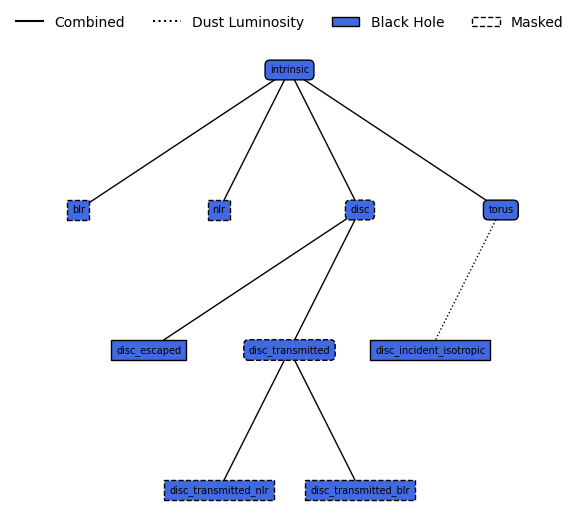 Combined Dust Luminosity Black Hole Masked
intrinsic
blr nlr disc torus
disc_escaped disc_transmitted disc_incident_isotropic
disc_transmitted_nlr disc_transmitted_blr